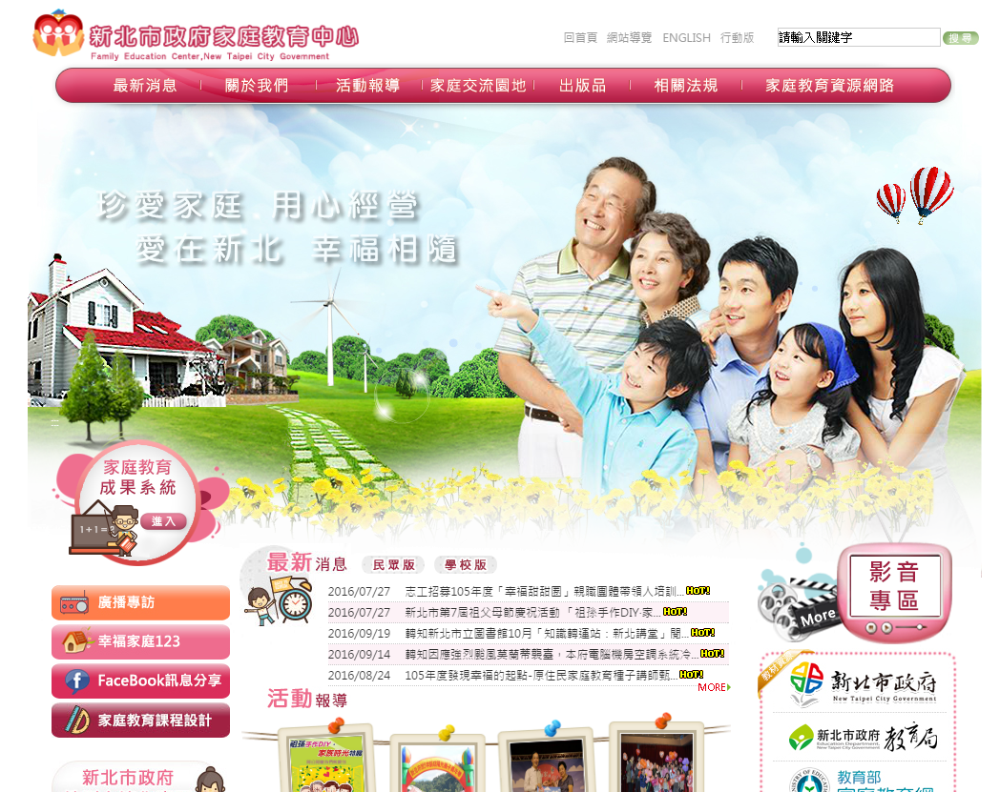 新北市政府家庭教育中心
Family Education Center,New Taipei City Government
回首頁 網站導覽 ENGLISH 行動版
請輸入關鍵字 搜尋
最新消息 關於我們 活動報導 家庭交流園地 出版品 相關法規 家庭教育資源網路
珍愛家庭 用心經營
愛在新北 幸福相隨
家庭教育
成果系統
1+1=?
進入
廣播專訪
幸福家庭123
FaceBook訊息分享
家庭教育課程設計
新北市政府
最新消息 民眾版 學校版
2016/07/27 志工招募105年度「幸福甜甜圈」親職團體帶領人培訓...HOT!
2016/07/27 新北市第7屆祖父母節慶祝活動「祖孫手作DIY‧家...HOT!
2016/09/19 轉知新北市立圖書館10月「知識轉運站：新北講堂」開...HOT!
2016/09/14 轉知因應強烈颱風莫蘭蒂襲臺，本府電腦機房空調系統冷...HOT!
2016/08/24 105年度發現幸福的起點-原住民家庭教育種子講師甄...HOT!
MORE
活動報導
祖孫手作DIY‧
家族時光特展
影音
專區
More
教材資源
新北市政府
New Taipei City Government
新北市政府 教育局
Education Department,
New Taipei City Government
教育部
家庭教育網